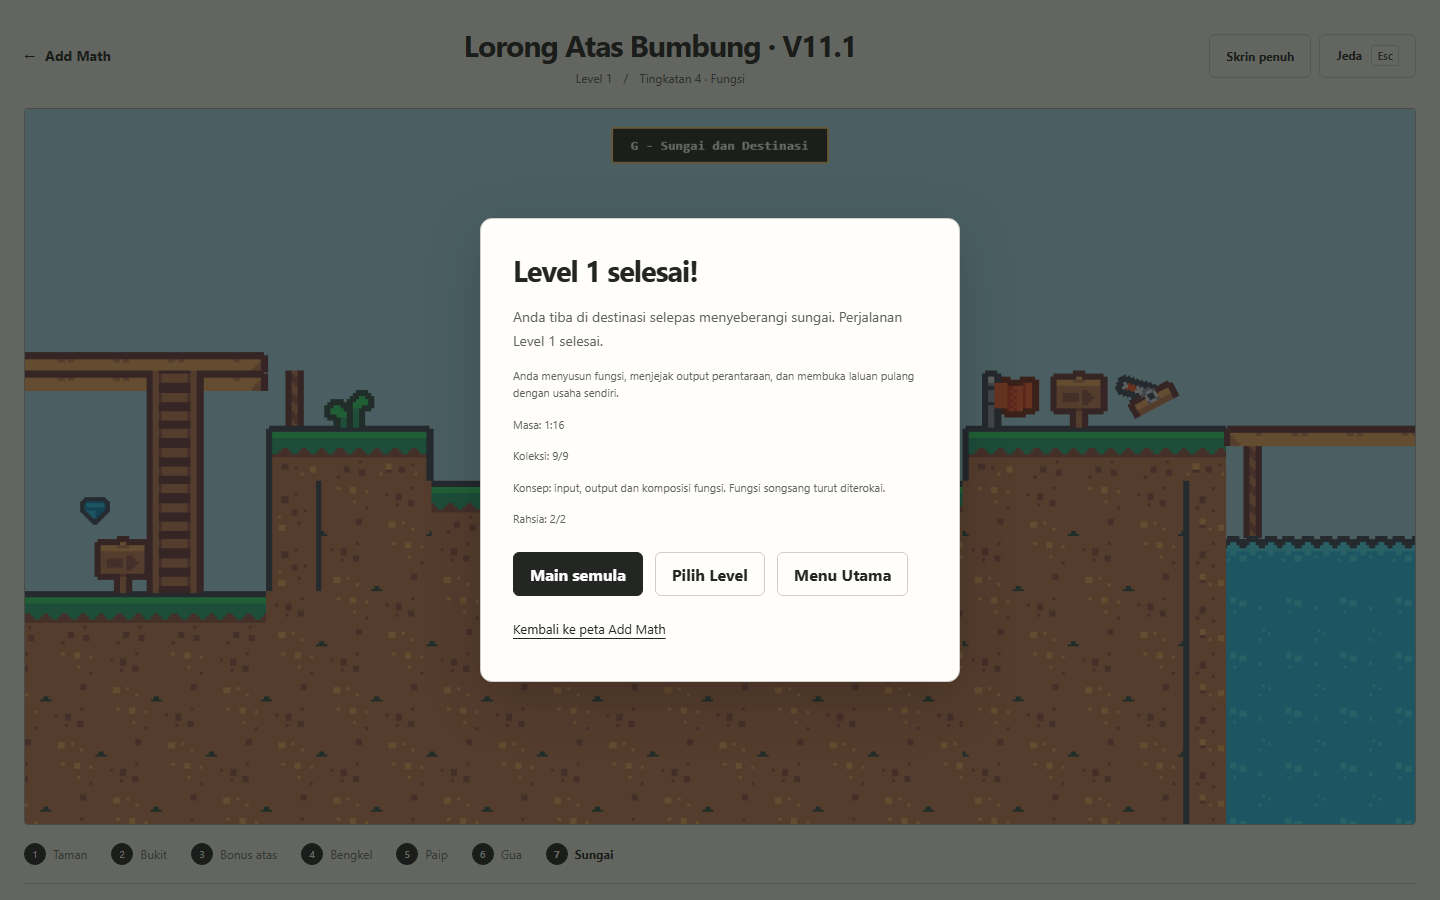 ← Add Math
Lorong Atas Bumbung · V11.1
Level 1 / Tingkatan 4 · Fungsi
Skrin penuh
Jeda Esc
G - Sungai dan Destinasi
Level 1 selesai!
Anda tiba di destinasi selepas menyeberangi sungai. Perjalanan
Level 1 selesai.
Anda menyusun fungsi, menjejak output perantaraan, dan membuka laluan pulang
dengan usaha sendiri.
Masa: 1:16
Koleksi: 9/9
Konsep: input, output dan komposisi fungsi. Fungsi songsang turut diterokai.
Rahsia: 2/2
Main semula
Pilih Level
Menu Utama
Kembali ke peta Add Math
1 Taman
2 Bukit
3 Bonus atas
4 Bengkel
5 Paip
6 Gua
7 Sungai